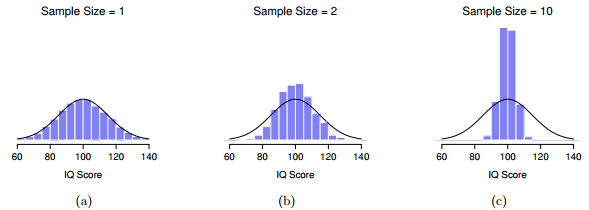 Sample Size = 1
Sample Size = 2
Sample Size = 10
60 80 100 120 140
60 80 100 120 140
60 80 100 120 140
IQ Score
IQ Score
IQ Score
(a)
(b)
(c)